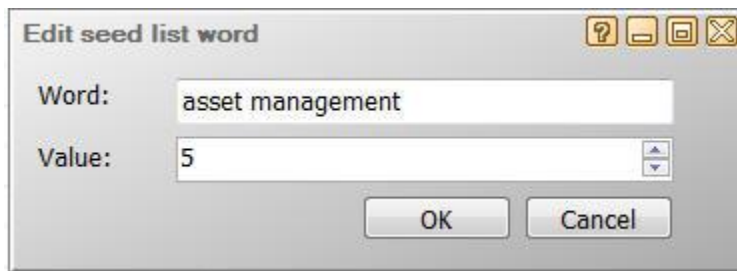 Edit seed list word
Word: asset management
Value: 5
OK Cancel